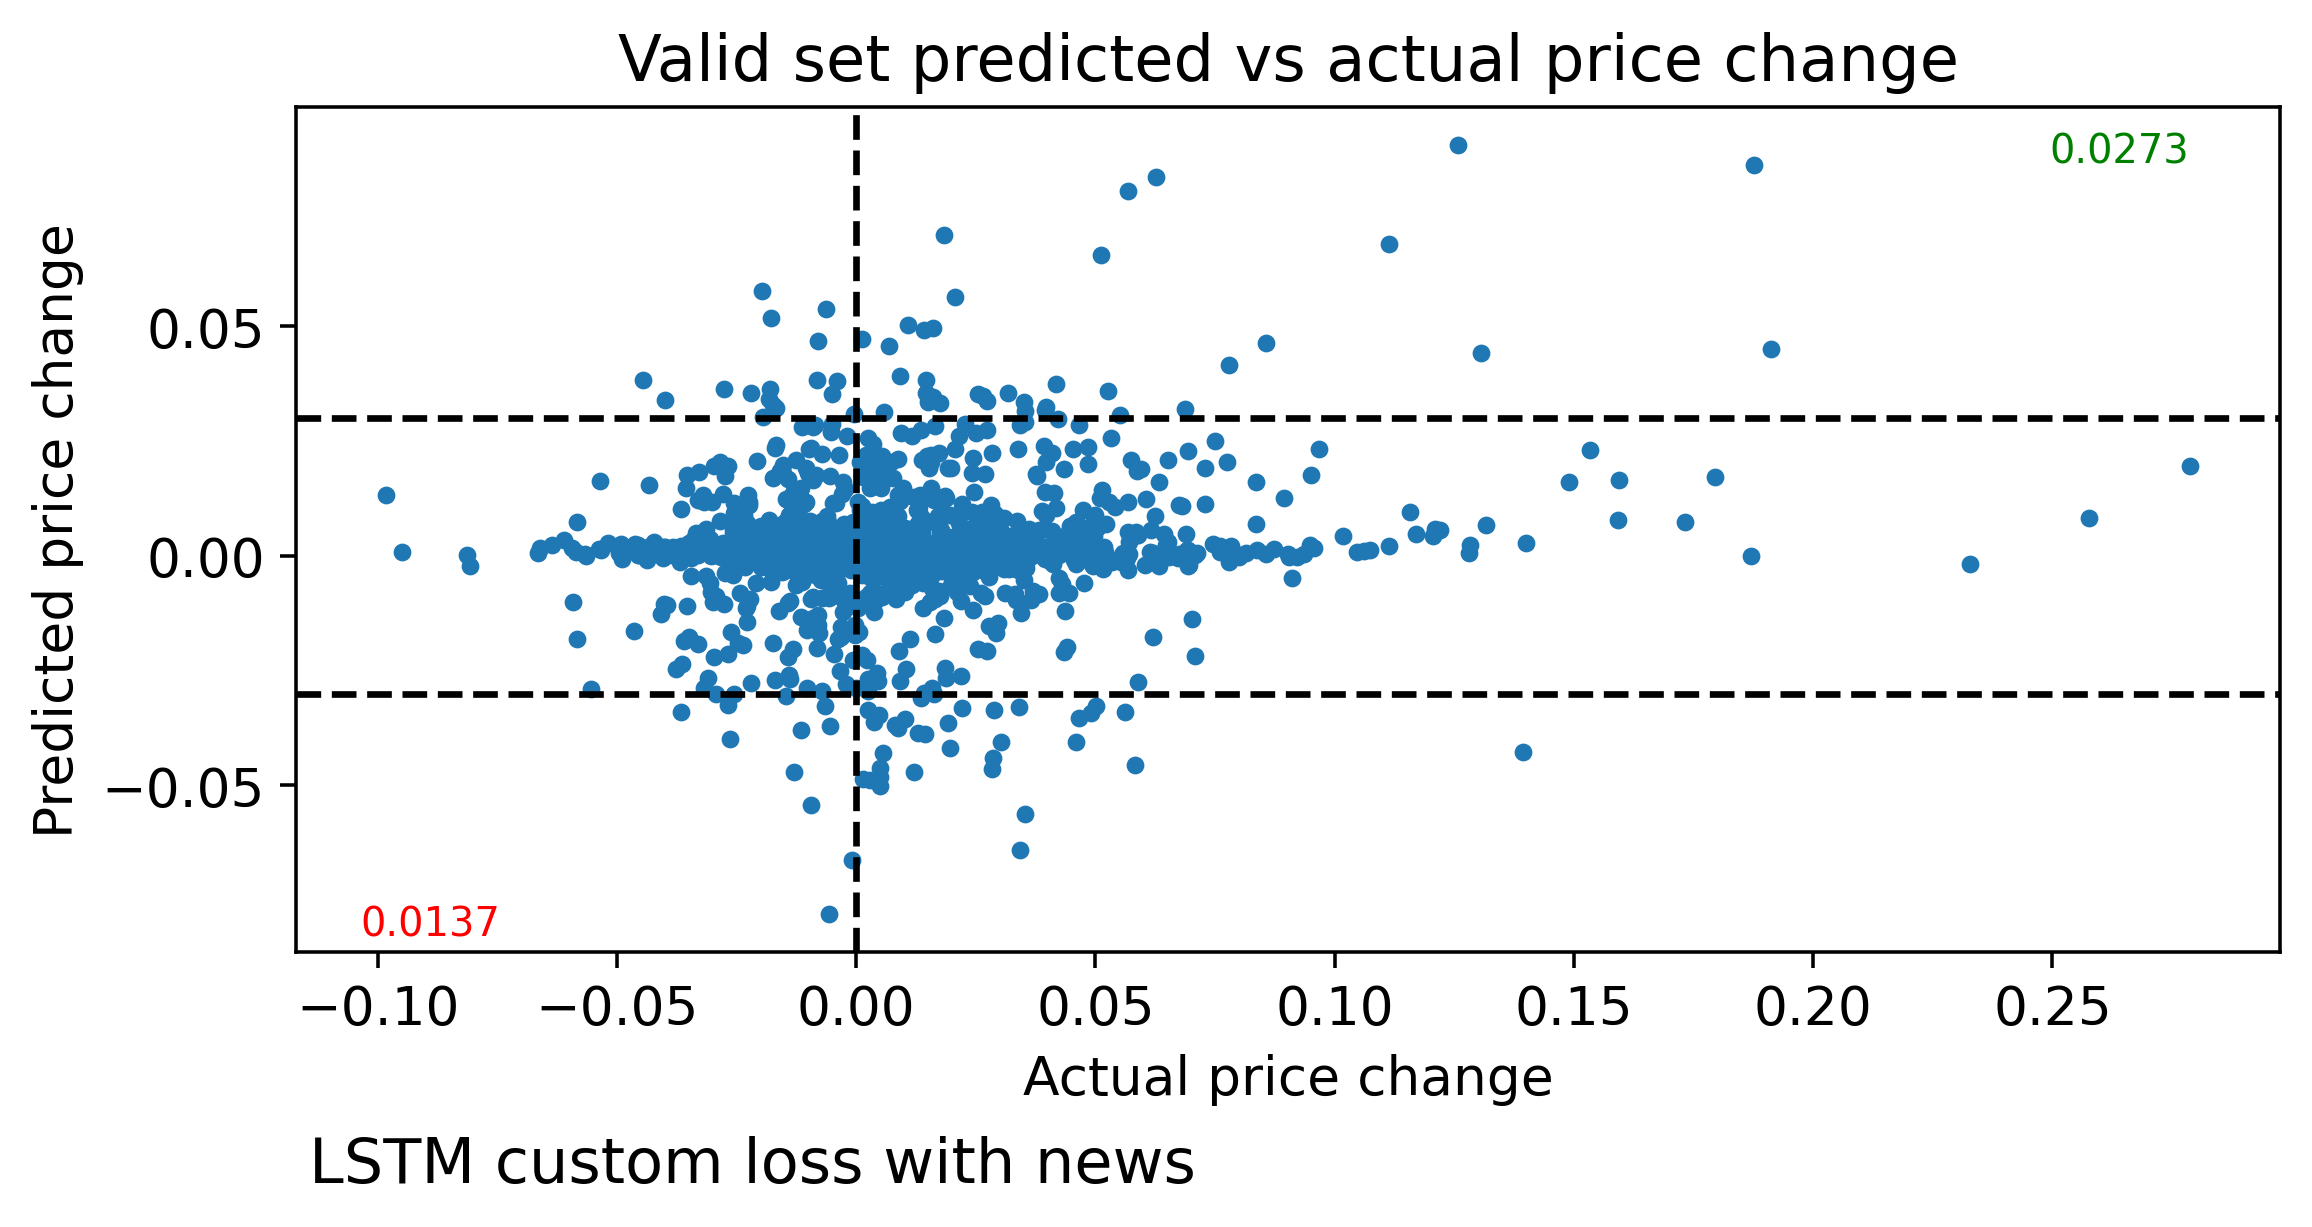 Valid set predicted vs actual price change
0.0273
Predicted price change
0.05
0.00
−0.05
0.0137
−0.10 −0.05 0.00 0.05 0.10 0.15 0.20 0.25
Actual price change
LSTM custom loss with news